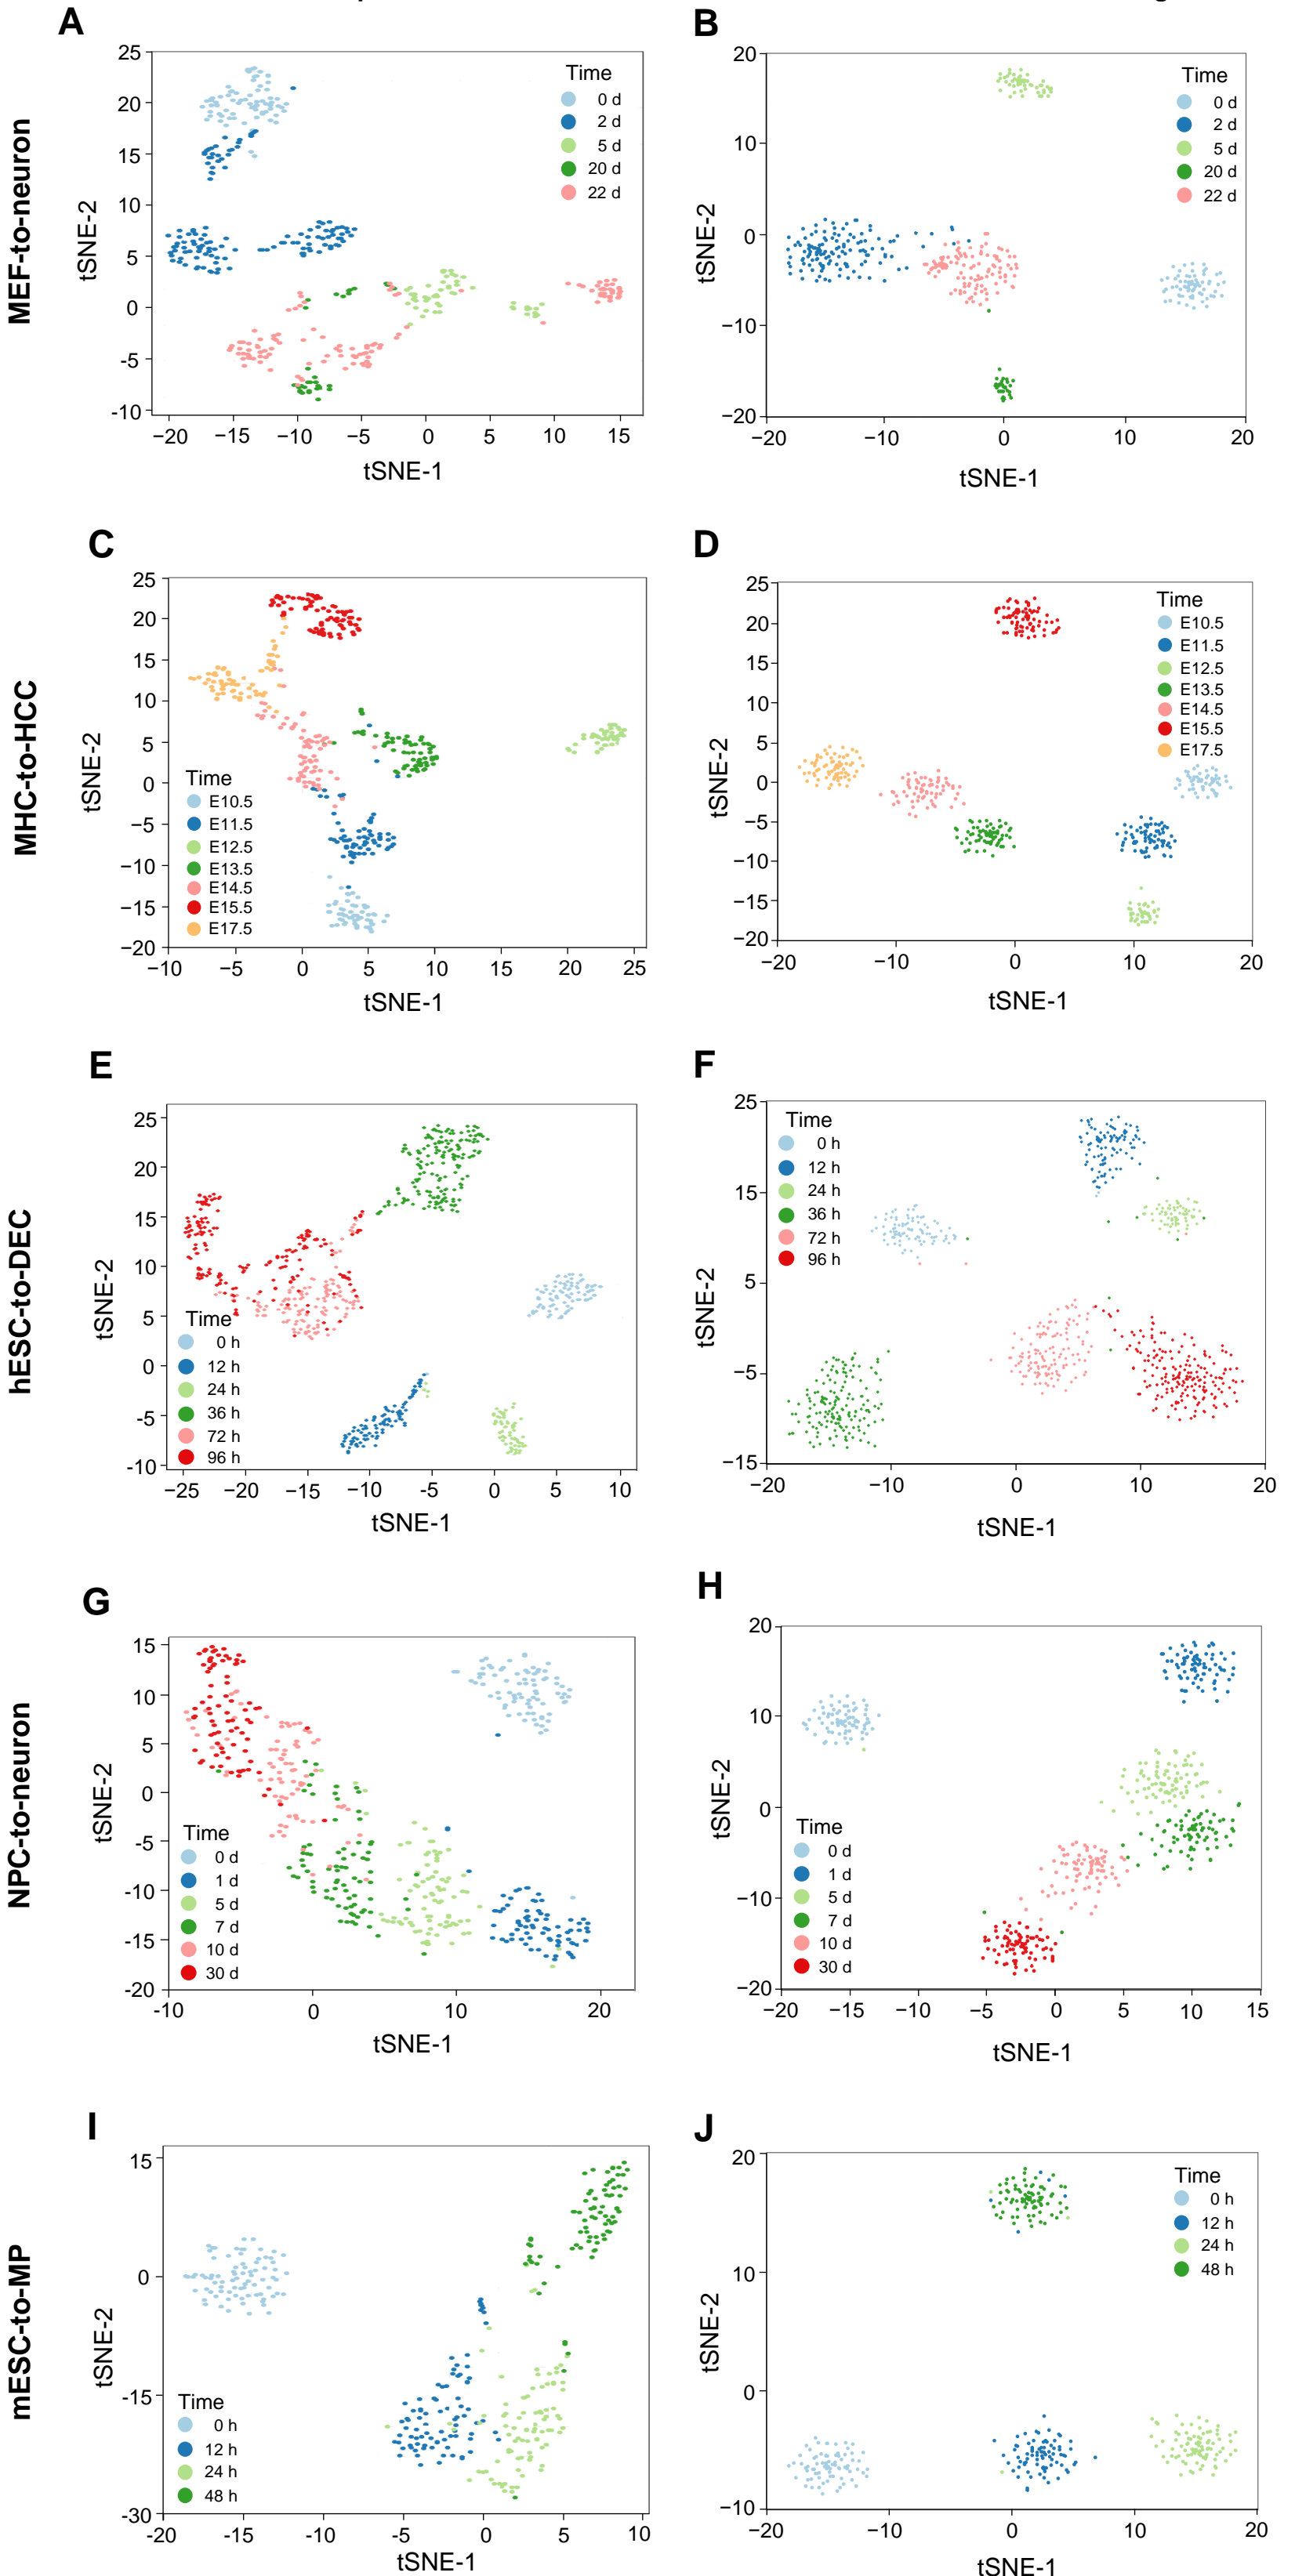 A
B
MEF-to-neuron
25
20
15
10
5
0
-5
-10
tSNE-2
−20 −15 −10 −5 0 5 10 15
tSNE-1
Time
0 d
2 d
5 d
20 d
22 d
20
10
0
−10
−20
tSNE-2
−20 −10 0 10 20
tSNE-1
Time
0 d
2 d
5 d
20 d
22 d
C
D
MHC-to-HCC
25
20
15
10
5
0
−5
−10
−15
−20
tSNE-2
−10 −5 0 5 10 15 20 25
tSNE-1
Time
E10.5
E11.5
E12.5
E13.5
E14.5
E15.5
E17.5
25
20
15
10
5
0
−5
−10
−15
−20
tSNE-2
−20 −10 0 10 20
tSNE-1
Time
E10.5
E11.5
E12.5
E13.5
E14.5
E15.5
E17.5
E
F
hESC-to-DEC
25
20
15
10
5
0
-5
-10
tSNE-2
−25 −20 −15 −10 -5 0 5 10
tSNE-1
Time
0 h
12 h
24 h
36 h
72 h
96 h
25
15
5
−5
−15
tSNE-2
−20 −10 0 10 20
tSNE-1
Time
0 h
12 h
24 h
36 h
72 h
96 h
G
H
NPC-to-neuron
15
10
5
0
-5
-10
-15
-20
tSNE-2
-10 0 10 20
tSNE-1
Time
0 d
1 d
5 d
7 d
10 d
30 d
20
10
0
−10
−20
tSNE-2
−20 −15 −10 −5 0 5 10 15
tSNE-1
Time
0 d
1 d
5 d
7 d
10 d
30 d
I
J
mESC-to-MP
15
0
-15
-30
tSNE-2
-20 -15 -10 -5 0 5 10
tSNE-1
Time
0 h
12 h
24 h
48 h
20
10
0
−10
tSNE-2
−20 −10 0 10 20
tSNE-1
Time
0 h
12 h
24 h
48 h